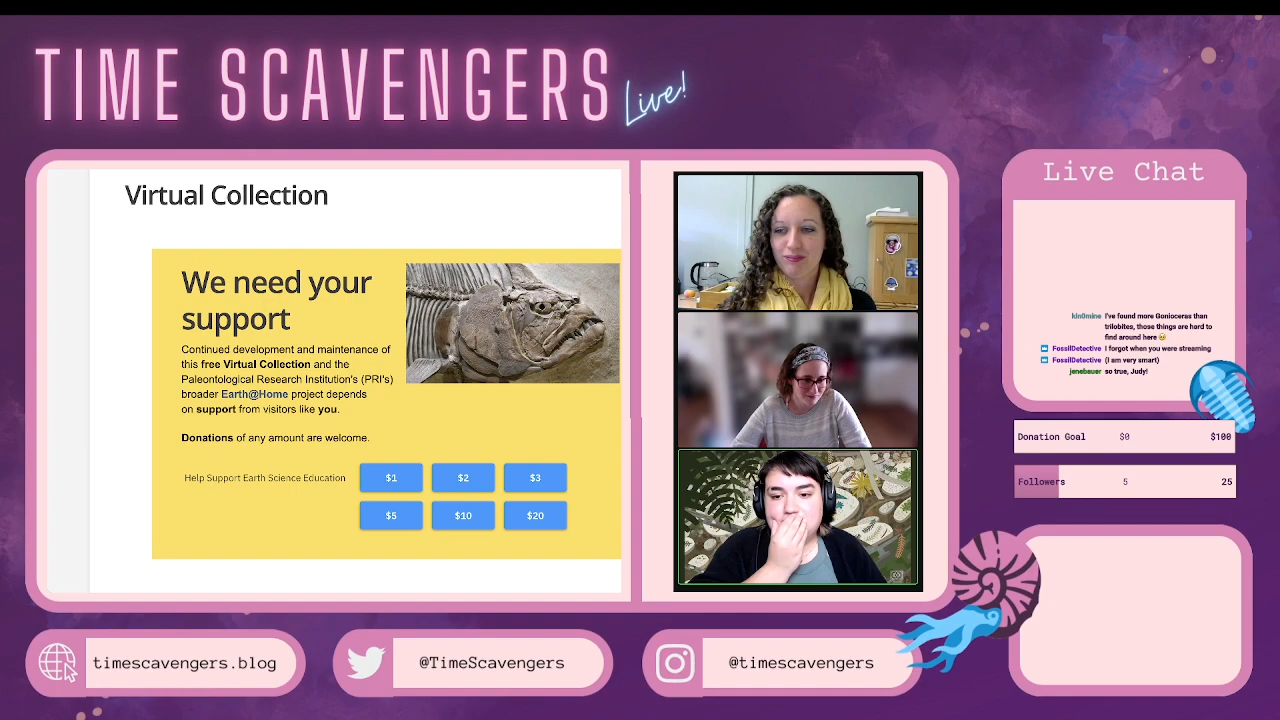 TIME SCAVENGERS Live!
Virtual Collection
We need your
support
Continued development and maintenance of
this free Virtual Collection and the
Paleontological Research Institution's (PRI's)
broader Earth@Home project depends
on support from visitors like you.
Donations of any amount are welcome.
Help Support Earth Science Education
$1 $2 $3
$5 $10 $20
Live Chat
kin0mine I've found more Gonioceras than
trilobites, those things are hard to
find around here
FossilDetective I forgot when you were streaming
FossilDetective (I am very smart)
jenebauer so true, Judy!
Donation Goal $0 $100
Followers 5 25
timescavengers.blog
@TimeScavengers
@timescavengers